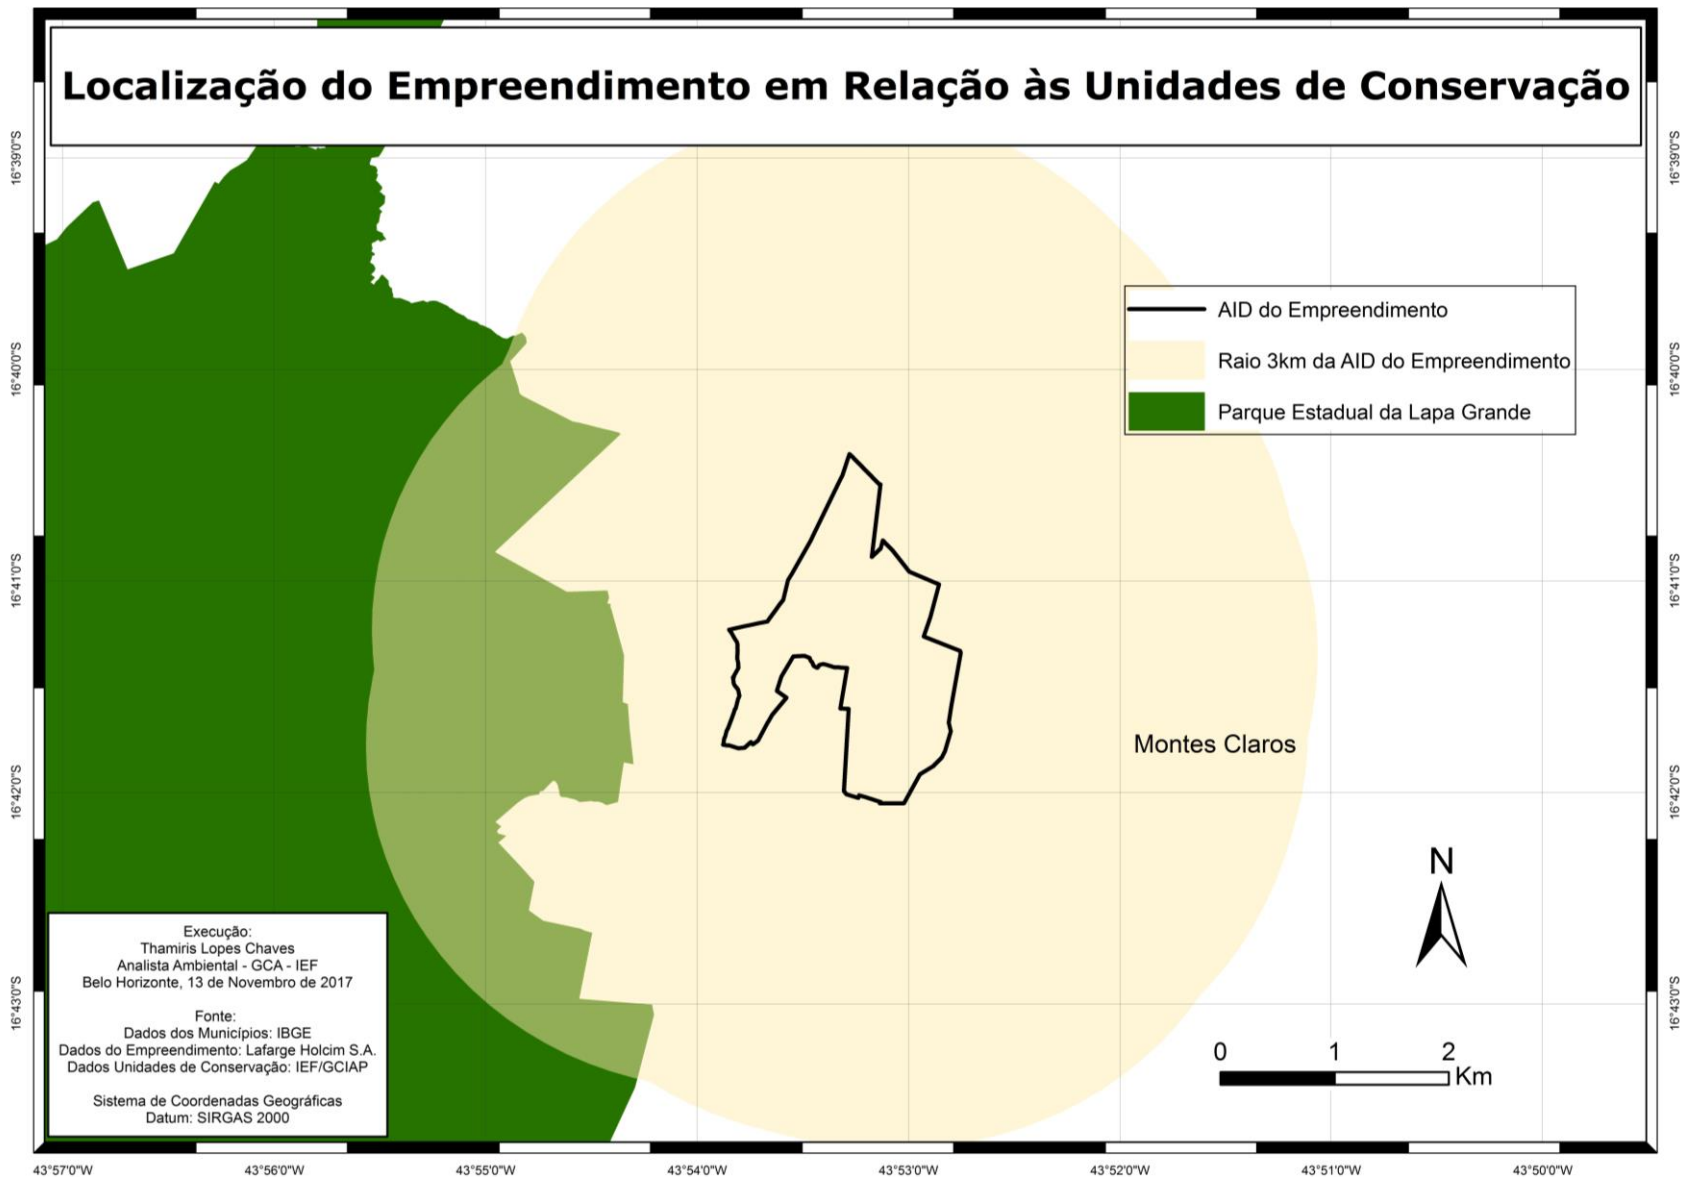 Localização do Empreendimento em Relação às Unidades de Conservação
16°39'0"S
16°39'0"S
AID do Empreendimento
Raio 3km da AID do Empreendimento
Parque Estadual da Lapa Grande
16°40'0"S
16°40'0"S
16°41'0"S
16°41'0"S
Montes Claros
16°42'0"S
16°42'0"S
N
Execução:
Thamiris Lopes Chaves
Analista Ambiental - GCA - IEF
Belo Horizonte, 13 de Novembro de 2017
Fonte:
Dados dos Municípios: IBGE
Dados do Empreendimento: Lafarge Holcim S.A.
Dados Unidades de Conservação: IEF/GCIAP
Sistema de Coordenadas Geográficas
Datum: SIRGAS 2000
16°43'0"S
16°43'0"S
0 1 2
Km
43°57'0"W 43°56'0"W 43°55'0"W 43°54'0"W 43°53'0"W 43°52'0"W 43°51'0"W 43°50'0"W